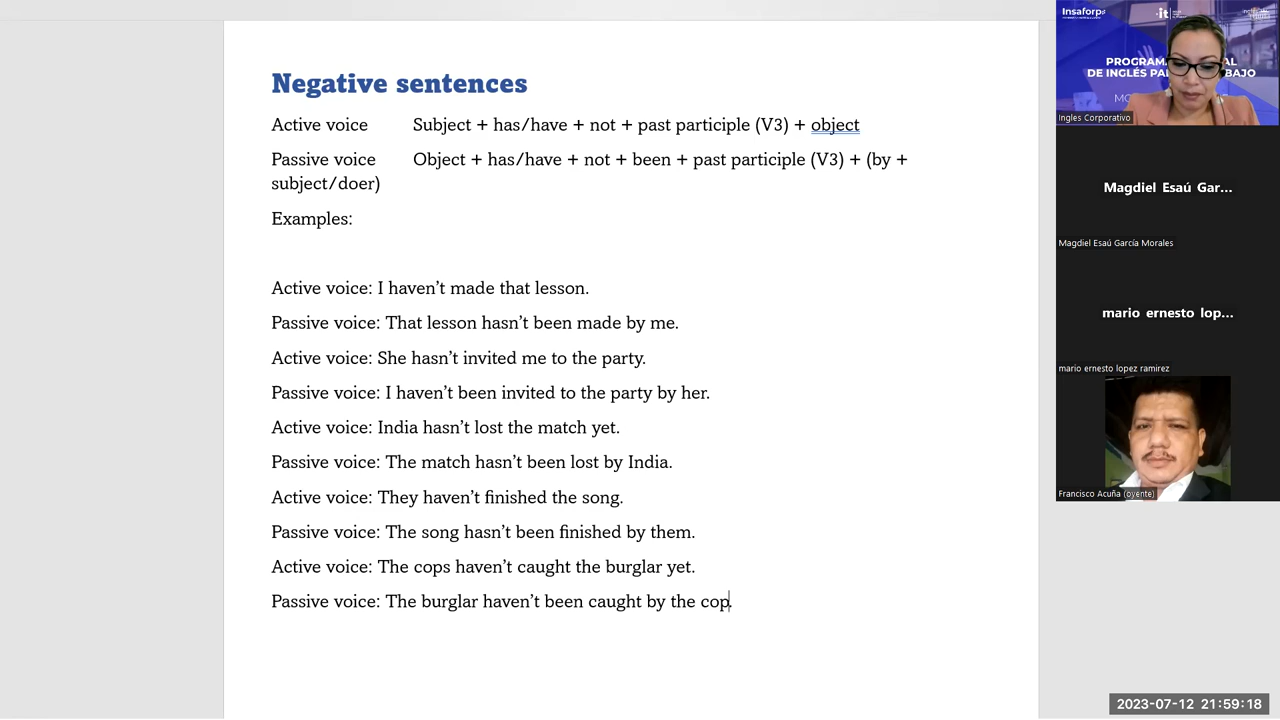 Negative sentences
Active voice Subject + has/have + not + past participle (V3) + object
Passive voice Object + has/have + not + been + past participle (V3) + (by +
subject/doer)
Examples:
Active voice: I haven’t made that lesson.
Passive voice: That lesson hasn’t been made by me.
Active voice: She hasn’t invited me to the party.
Passive voice: I haven’t been invited to the party by her.
Active voice: India hasn’t lost the match yet.
Passive voice: The match hasn’t been lost by India.
Active voice: They haven’t finished the song.
Passive voice: The song hasn’t been finished by them.
Active voice: The cops haven’t caught the burglar yet.
Passive voice: The burglar haven’t been caught by the cop.
Insaforp
it
PROGRAMA
DE INGLÉS
Ingles Corporativo
Magdiel Esaú Gar...
Magdiel Esaú García Morales
mario ernesto lop...
mario ernesto lopez ramirez
Francisco Acuña (oyente)
2023-07-12 21:59:18